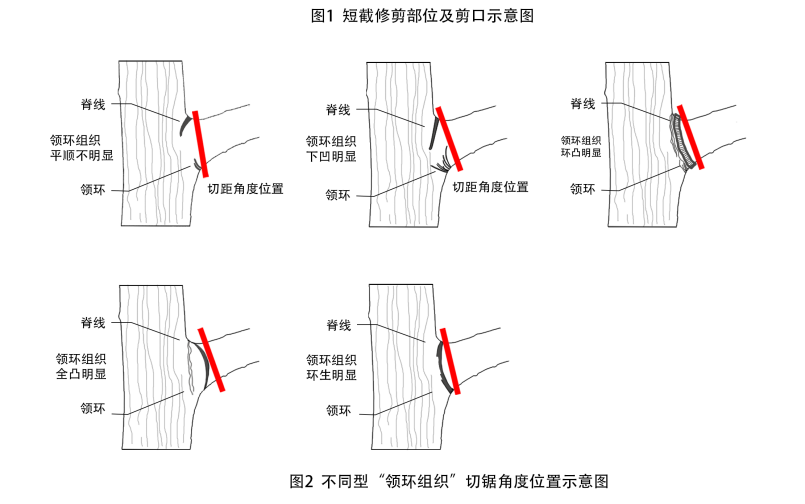 图1 短截修剪部位及剪口示意图
脊线
领环组织
平顺不明显
领环
切距角度位置
脊线
领环组织
下凹明显
领环
切距角度位置
脊线
领环组织
环凸明显
领环
脊线
领环组织
全凸明显
领环
脊线
领环组织
环生明显
领环
图2 不同型“领环组织”切锯角度位置示意图